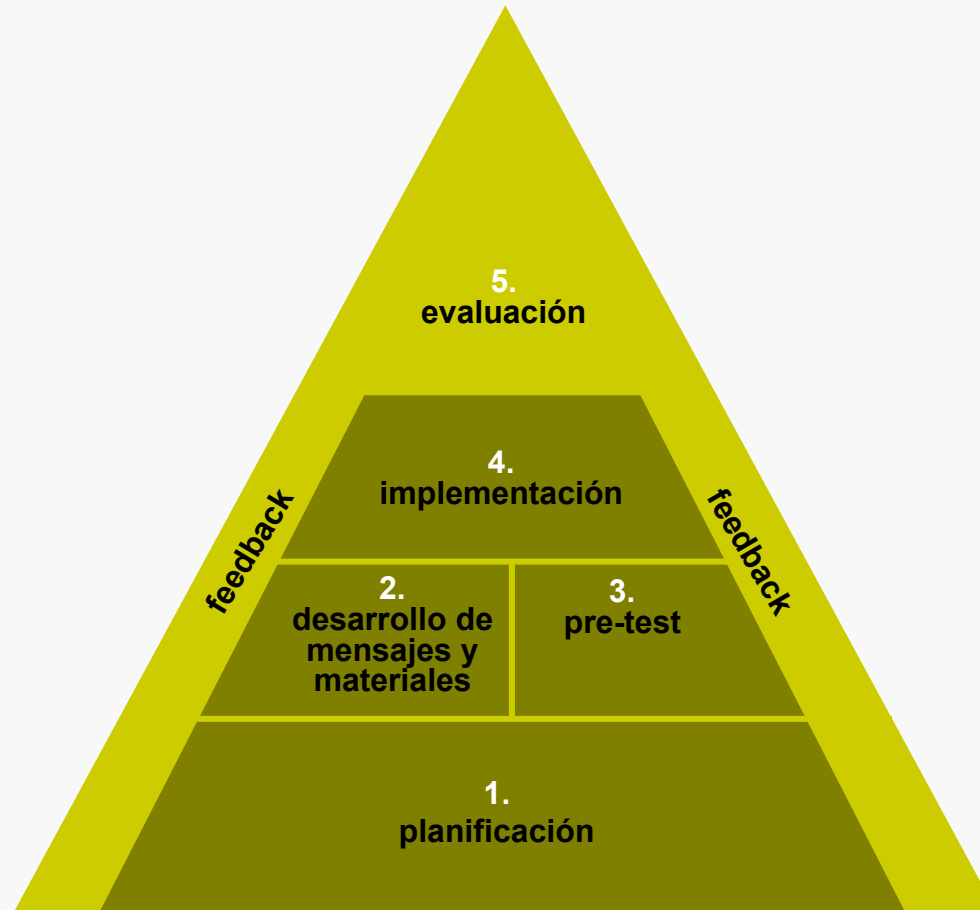 5.
evaluación
4.
implementación
feedback
feedback
2.
desarrollo de
mensajes y
materiales
3.
pre-test
1.
planificación